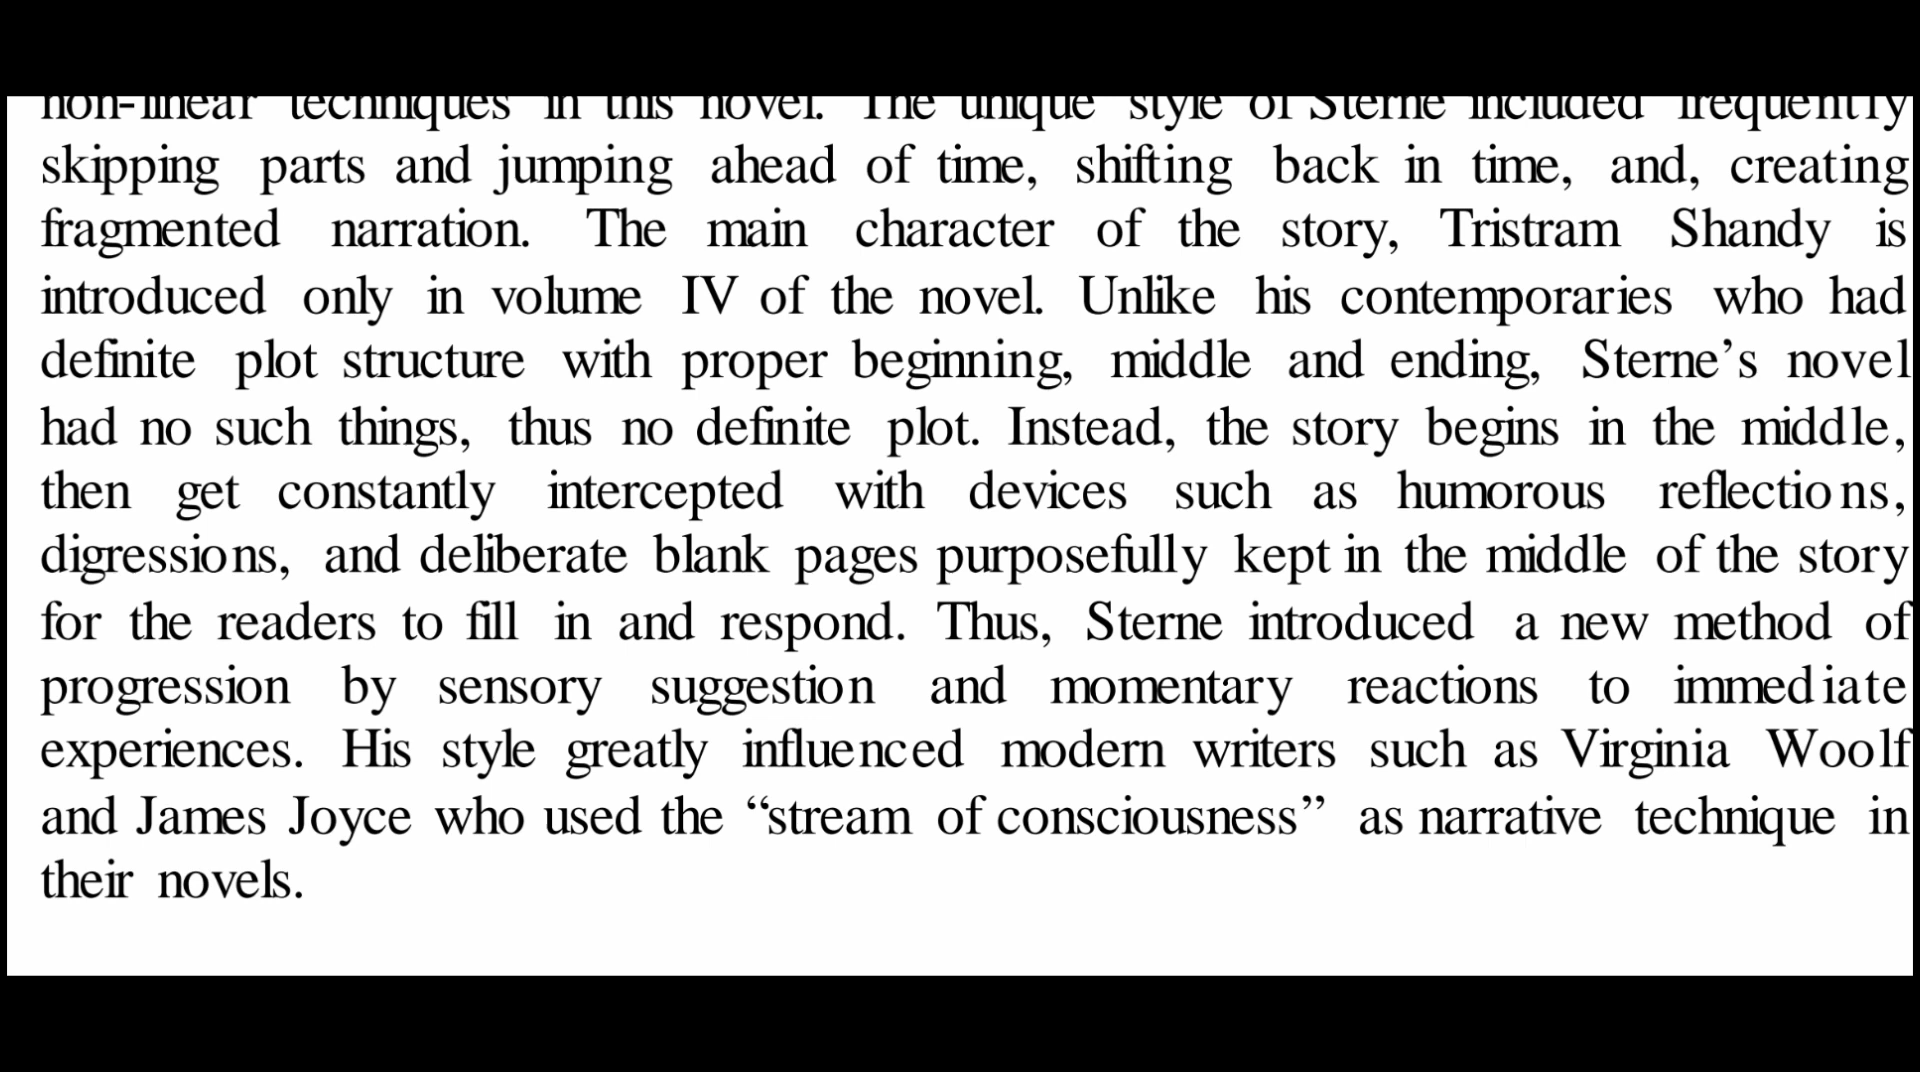 non-linear techniques in this novel. The unique style of Sterne included frequently
skipping parts and jumping ahead of time, shifting back in time, and, creating
fragmented narration. The main character of the story, Tristram Shandy is
introduced only in volume IV of the novel. Unlike his contemporaries who had
definite plot structure with proper beginning, middle and ending, Sterne’s novel
had no such things, thus no definite plot. Instead, the story begins in the middle,
then get constantly intercepted with devices such as humorous reflections,
digressions, and deliberate blank pages purposefully kept in the middle of the story
for the readers to fill in and respond. Thus, Sterne introduced a new method of
progression by sensory suggestion and momentary reactions to immediate
experiences. His style greatly influenced modern writers such as Virginia Woolf
and James Joyce who used the “stream of consciousness” as narrative technique in
their novels.